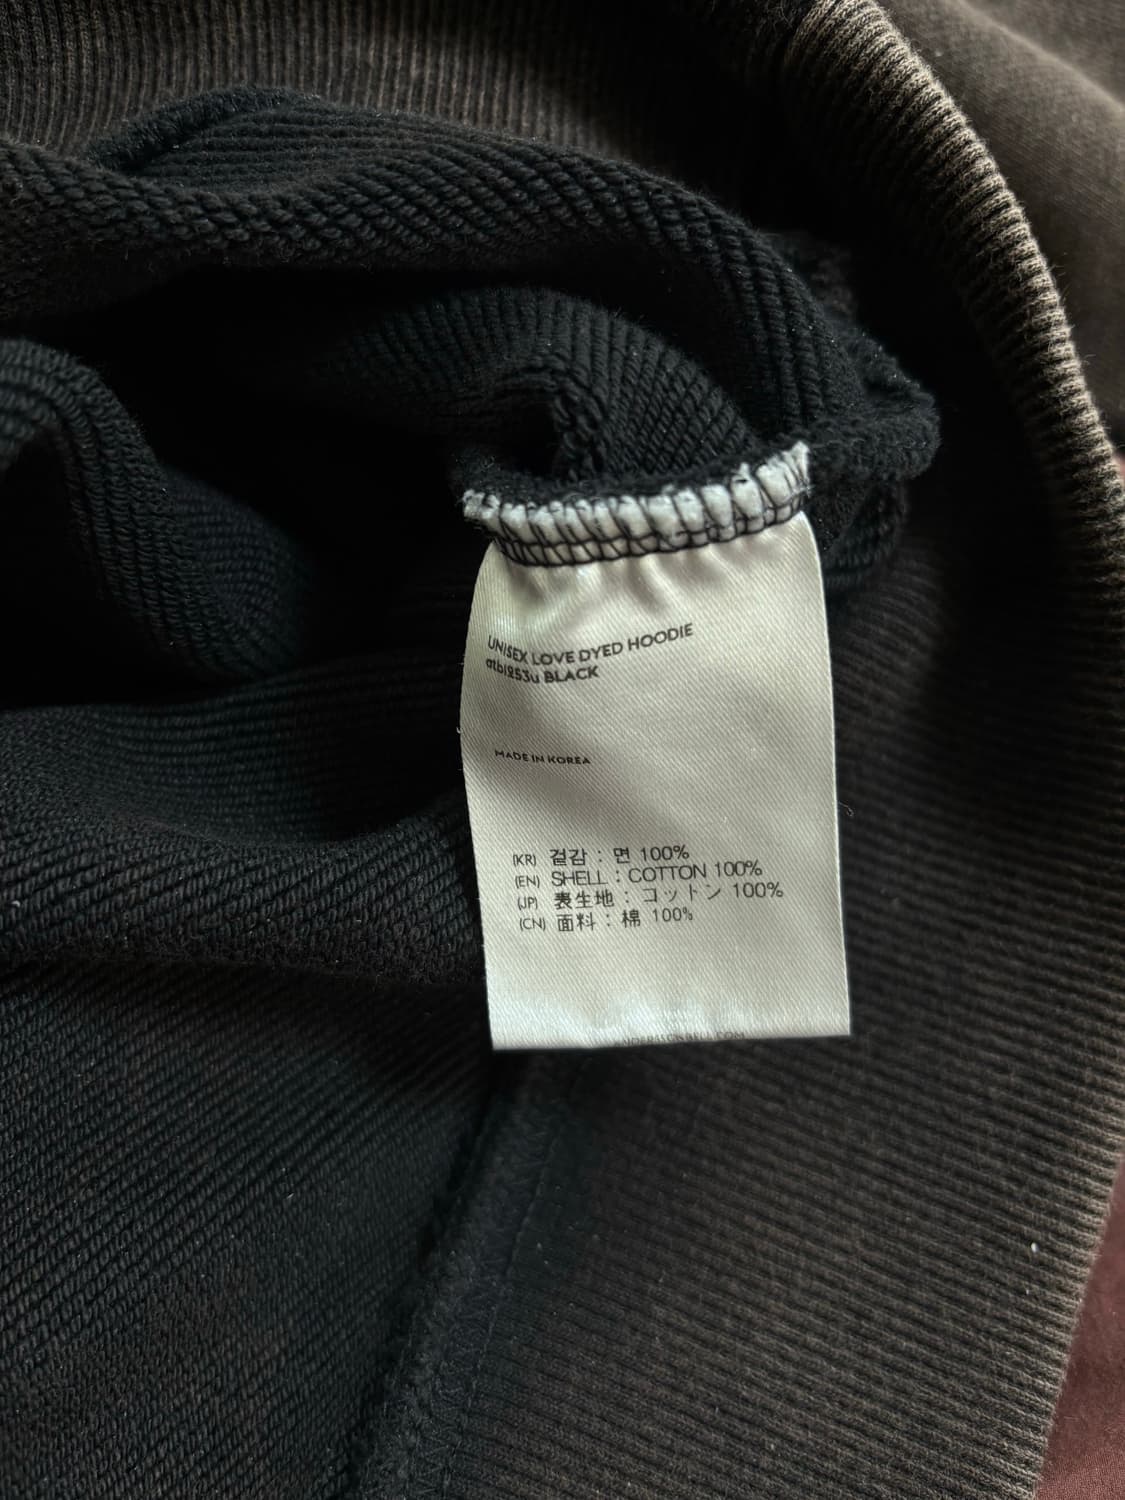 UNISEX LOVE DYED HOODIE
atb1253u BLACK
MADE IN KOREA
(KR) 겉감 : 면 100%
(EN) SHELL : COTTON 100%
(JP) 表生地 : コットン 100%
(CN) 面料 : 棉 100%